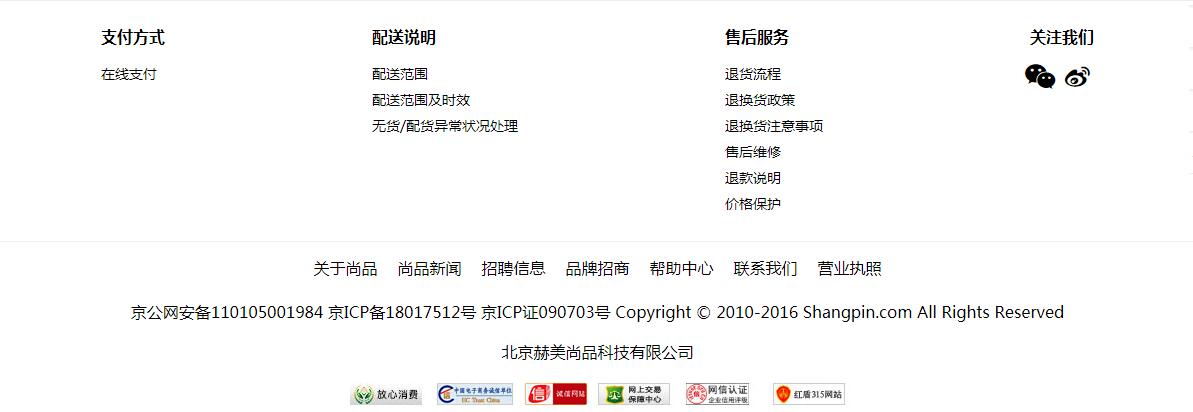 支付方式
在线支付
配送说明
配送范围
配送范围及时效
无货/配货异常状况处理
售后服务
退货流程
退换货政策
退换货注意事项
售后维修
退款说明
价格保护
关注我们
关于尚品 尚品新闻 招聘信息 品牌招商 帮助中心 联系我们 营业执照
京公网安备110105001984 京ICP备18017512号 京ICP证090703号 Copyright © 2010-2016 Shangpin.com All Rights Reserved
北京赫美尚品科技有限公司
放心消费
中国电子商务诚信单位
EC Trust China
信 诚信网站
网上交易
保障中心
信 网信认证
企业信用评级
红盾315网站